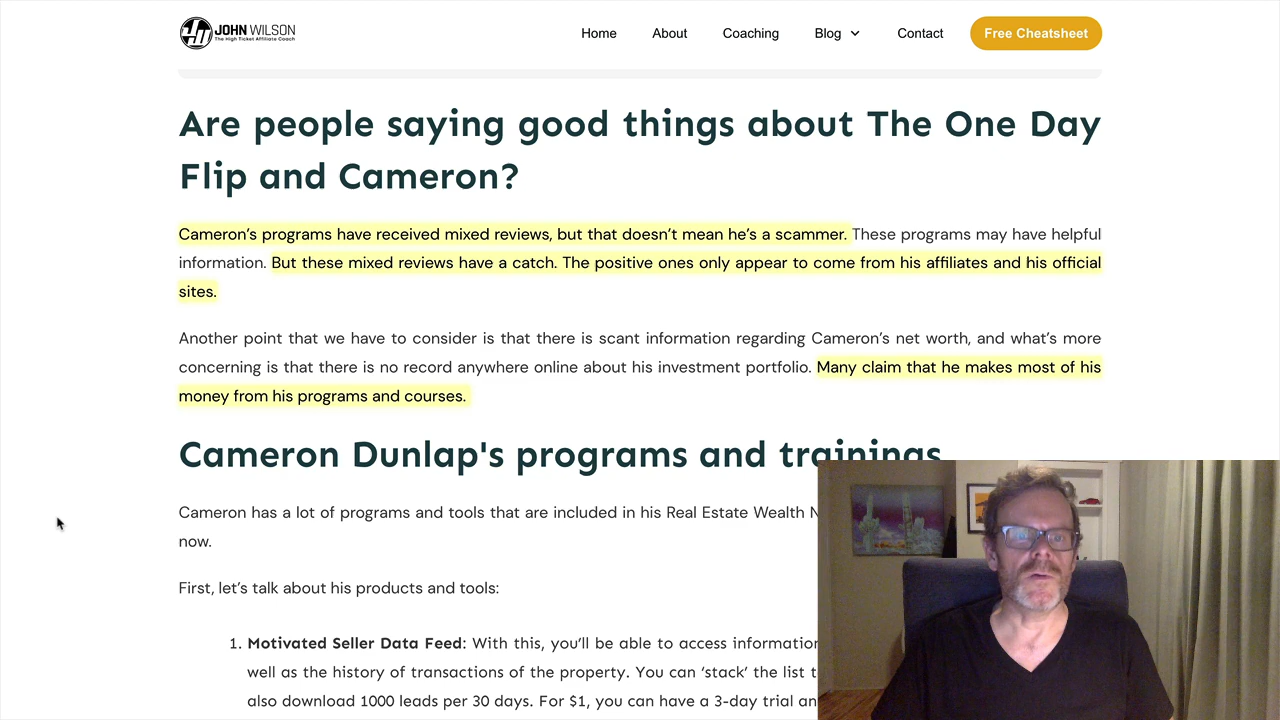 JOHN WILSON
The High Ticket Affiliate Coach
Home
About
Coaching
Blog
Contact
Free Cheatsheet
Are people saying good things about The One Day
Flip and Cameron?
Cameron’s programs have received mixed reviews, but that doesn’t mean he’s a scammer. These programs may have helpful
information. But these mixed reviews have a catch. The positive ones only appear to come from his affiliates and his official
sites.
Another point that we have to consider is that there is scant information regarding Cameron’s net worth, and what’s more
concerning is that there is no record anywhere online about his investment portfolio. Many claim that he makes most of his
money from his programs and courses.
Cameron Dunlap's programs and trainings
Cameron has a lot of programs and tools that are included in his Real Estate Wealth
now.
First, let’s talk about his products and tools:
1. Motivated Seller Data Feed: With this, you’ll be able to access information
well as the history of transactions of the property. You can ‘stack’ the list
also download 1000 leads per 30 days. For $1, you can have a 3-day trial